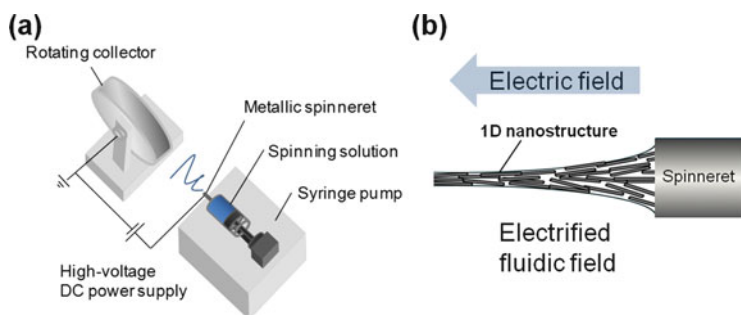 (a)
Rotating collector
Metallic spinneret
Spinning solution
Syringe pump
High-voltage
DC power supply
(b)
Electric field
1D nanostructure
Spinneret
Electrified
fluidic field